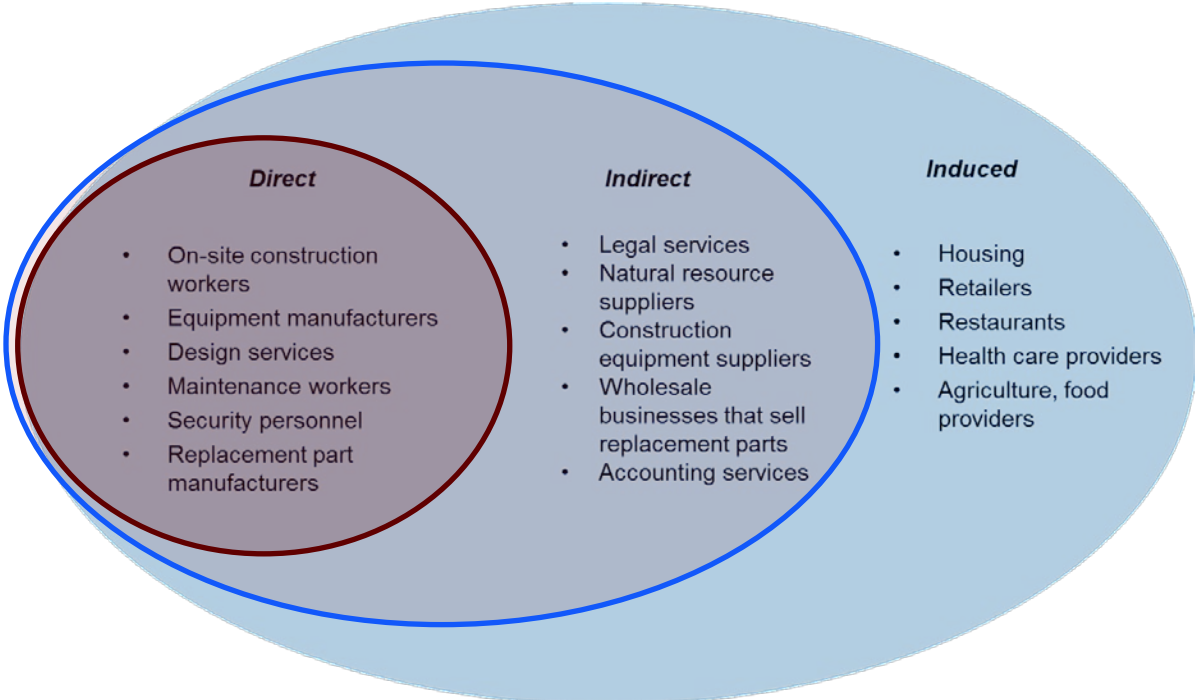 Direct
• On-site construction
workers
• Equipment manufacturers
• Design services
• Maintenance workers
• Security personnel
• Replacement part
manufacturers
Indirect
• Legal services
• Natural resource
suppliers
• Construction
equipment suppliers
• Wholesale
businesses that sell
replacement parts
• Accounting services
Induced
• Housing
• Retailers
• Restaurants
• Health care providers
• Agriculture, food
providers